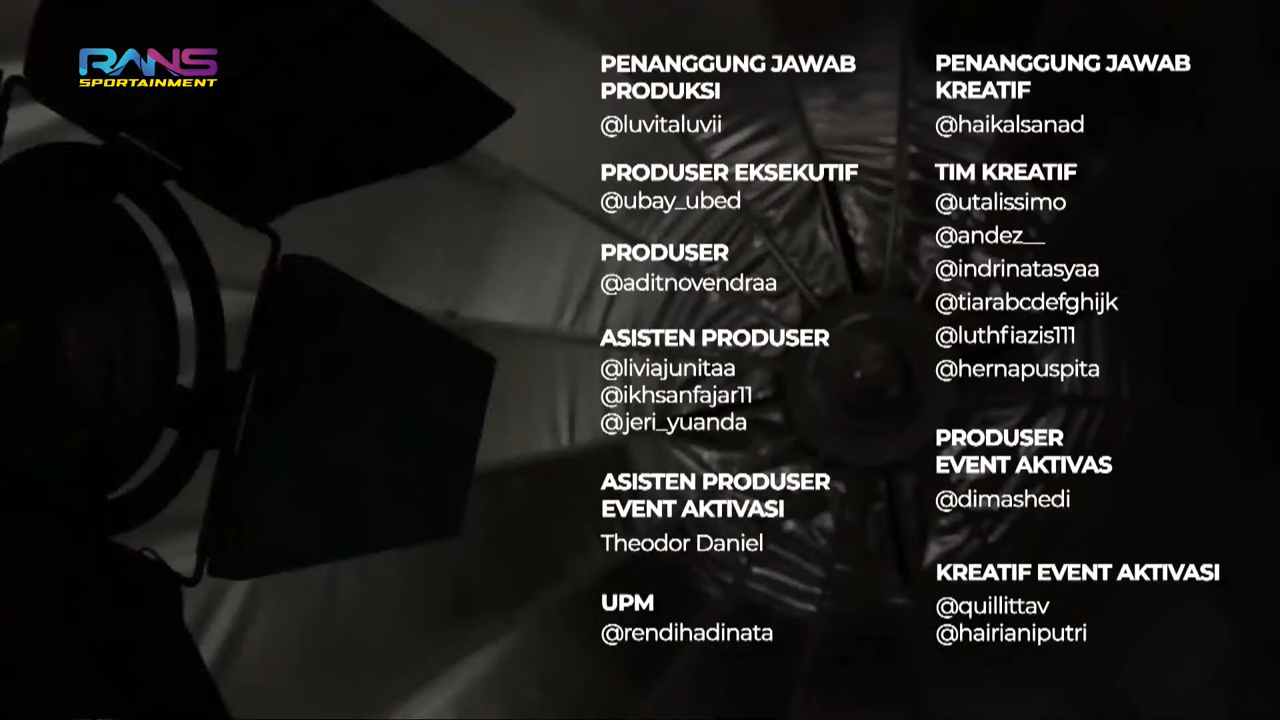 RANS
SPORTAINMENT
PENANGGUNG JAWAB
PRODUKSI
@luvitaluvii
PRODUSER EKSEKUTIF
@ubay_ubed
PRODUSER
@aditnovendraa
ASISTEN PRODUSER
@liviajunitaa
@ikhsanfajar11
@jeri_yuanda
ASISTEN PRODUSER
EVENT AKTIVASI
Theodor Daniel
UPM
@rendihadinata
PENANGGUNG JAWAB
KREATIF
@haikalsanad
TIM KREATIF
@utalissimo
@andez__
@indrinatasyaa
@tiarabcdefghijk
@luthfiazis111
@hernapuspita
PRODUSER
EVENT AKTIVAS
@dimashedi
KREATIF EVENT AKTIVASI
@quillittav
@hairianiputri